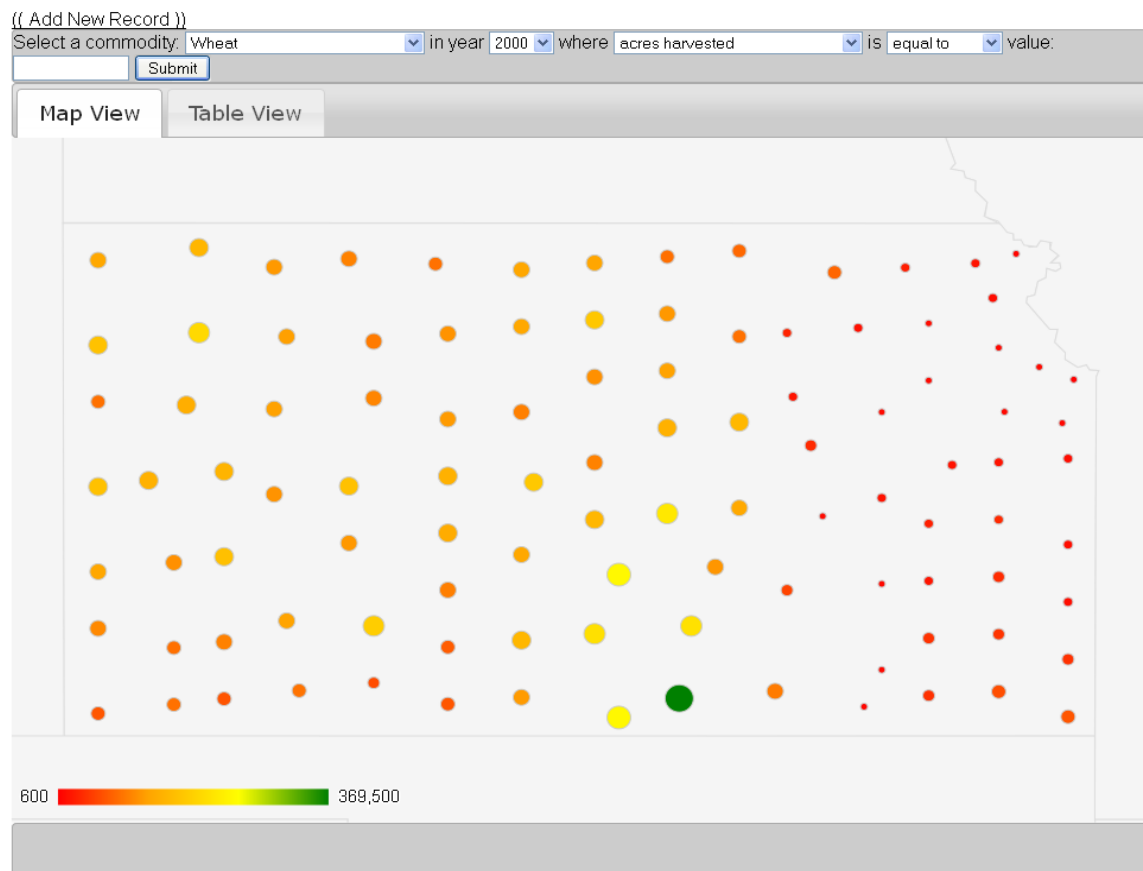 (( Add New Record ))
Select a commodity: Wheat in year 2000 where acres harvested is equal to value:
Submit
Map View Table View
600 369,500